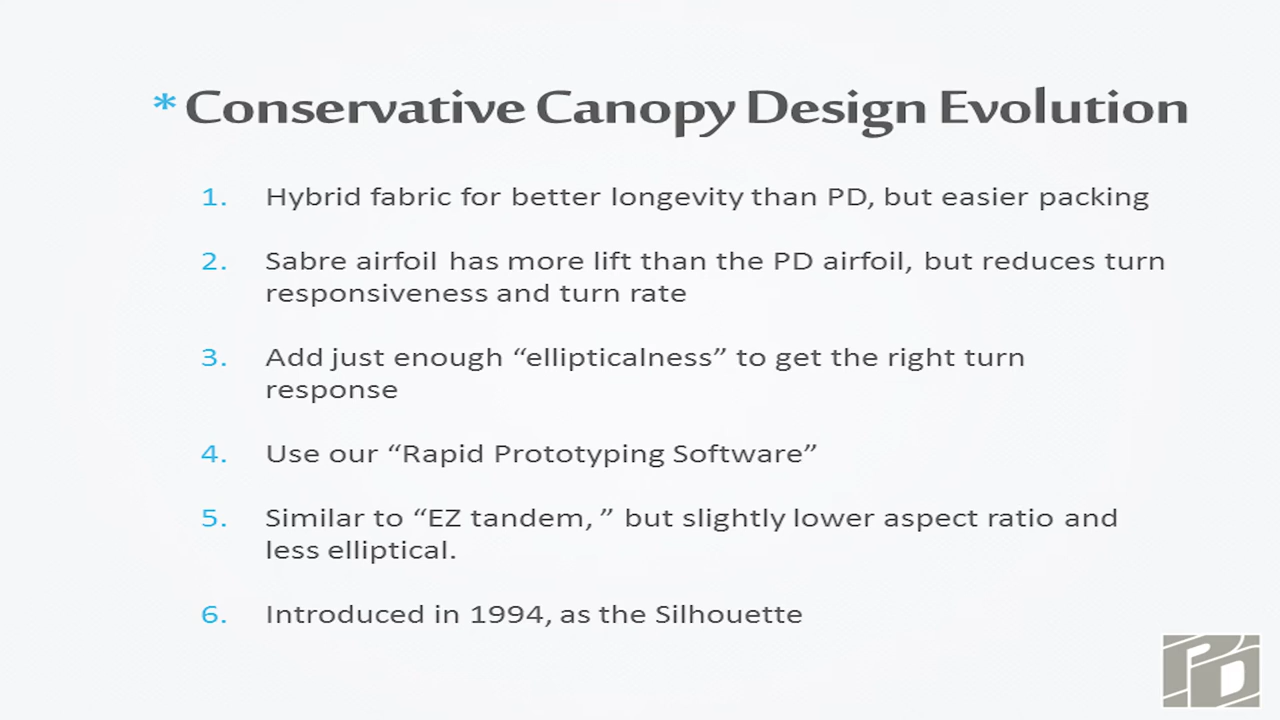 * Conservative Canopy Design Evolution
1. Hybrid fabric for better longevity than PD, but easier packing
2. Sabre airfoil has more lift than the PD airfoil, but reduces turn
responsiveness and turn rate
3. Add just enough “ellipticalness” to get the right turn
response
4. Use our “Rapid Prototyping Software”
5. Similar to “EZ tandem, ” but slightly lower aspect ratio and
less elliptical.
6. Introduced in 1994, as the Silhouette
PD